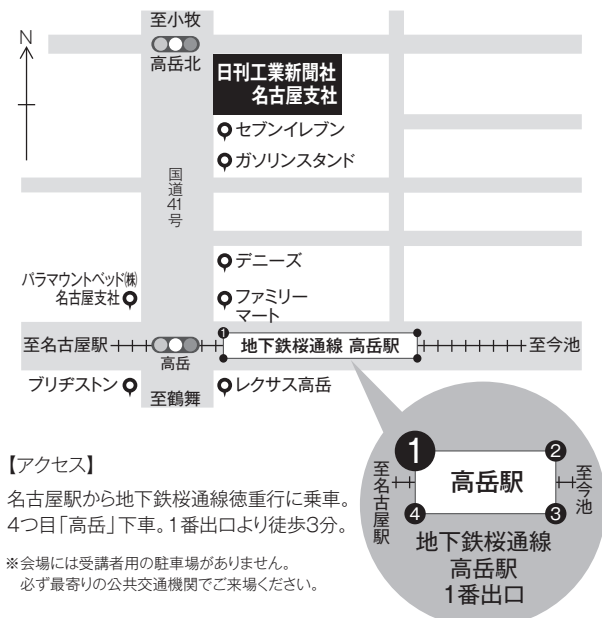 至小牧
N
高岳北
日刊工業新聞社
名古屋支社
セブンイレブン
ガソリンスタンド
国道41号
デニーズ
パラマウントベッド㈱
名古屋支社
ファミリー
マート
至名古屋駅
高岳
1
地下鉄桜通線 高岳駅
至今池
ブリヂストン
至鶴舞
レクサス高岳
【アクセス】
名古屋駅から地下鉄桜通線徳重行に乗車。
4つ目「高岳」下車。1番出口より徒歩3分。
※会場には受講者用の駐車場がありません。
必ず最寄りの公共交通機関でご来場ください。
1
2
至名古屋駅
高岳駅
至今池
4
3
地下鉄桜通線
高岳駅
1番出口